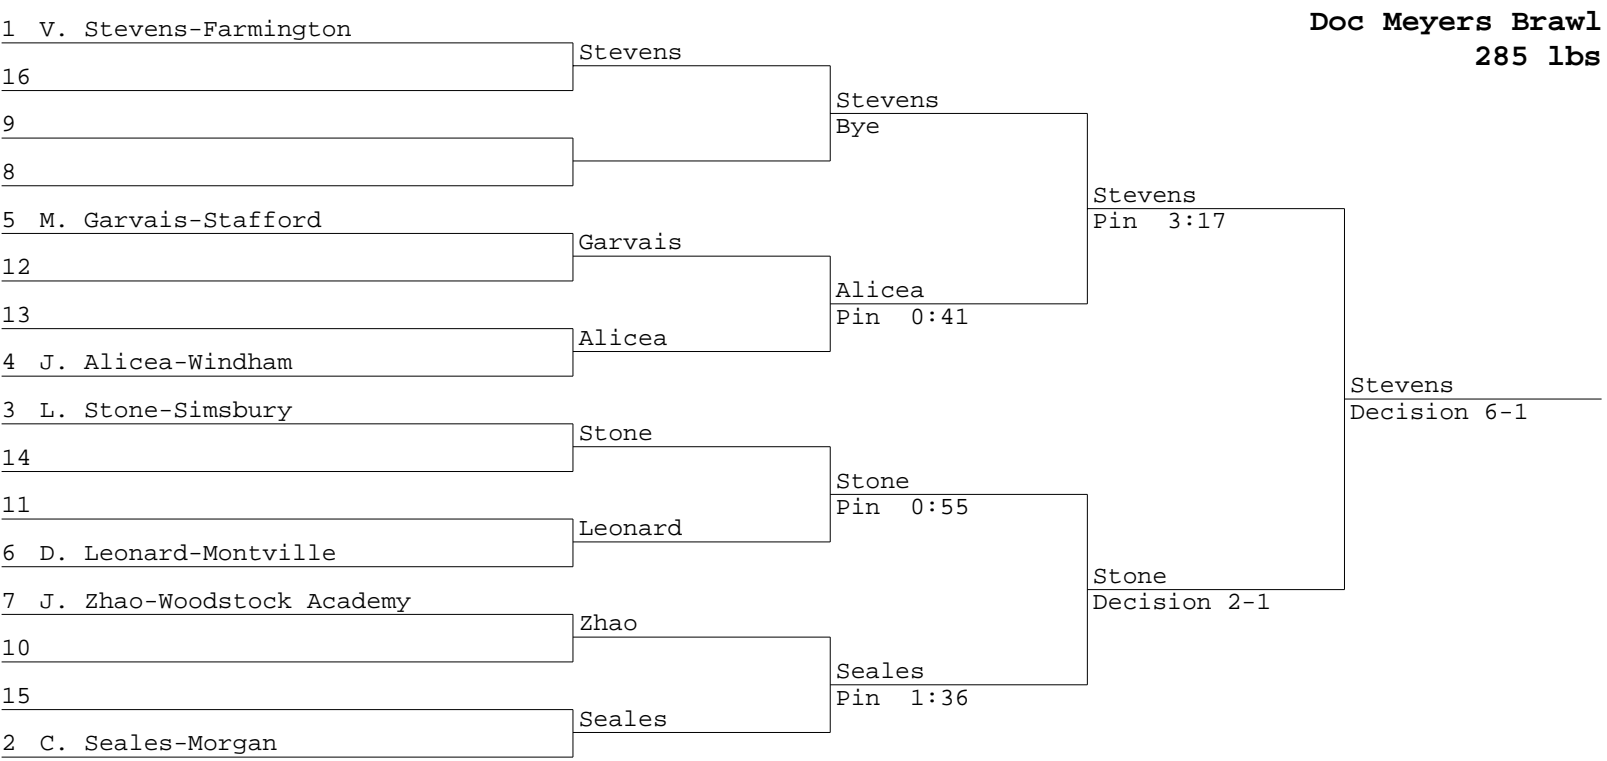 Doc Meyers Brawl
285 lbs
1 V. Stevens-Farmington
16
9
8
5 M. Garvais-Stafford
12
13
4 J. Alicea-Windham
3 L. Stone-Simsbury
14
11
6 D. Leonard-Montville
7 J. Zhao-Woodstock Academy
10
15
2 C. Seales-Morgan
Stevens
Garvais
Alicea
Stone
Leonard
Zhao
Seales
Stevens
Bye
Alicea
Pin 0:41
Stone
Pin 0:55
Seales
Pin 1:36
Stevens
Pin 3:17
Stone
Decision 2-1
Stevens
Decision 6-1